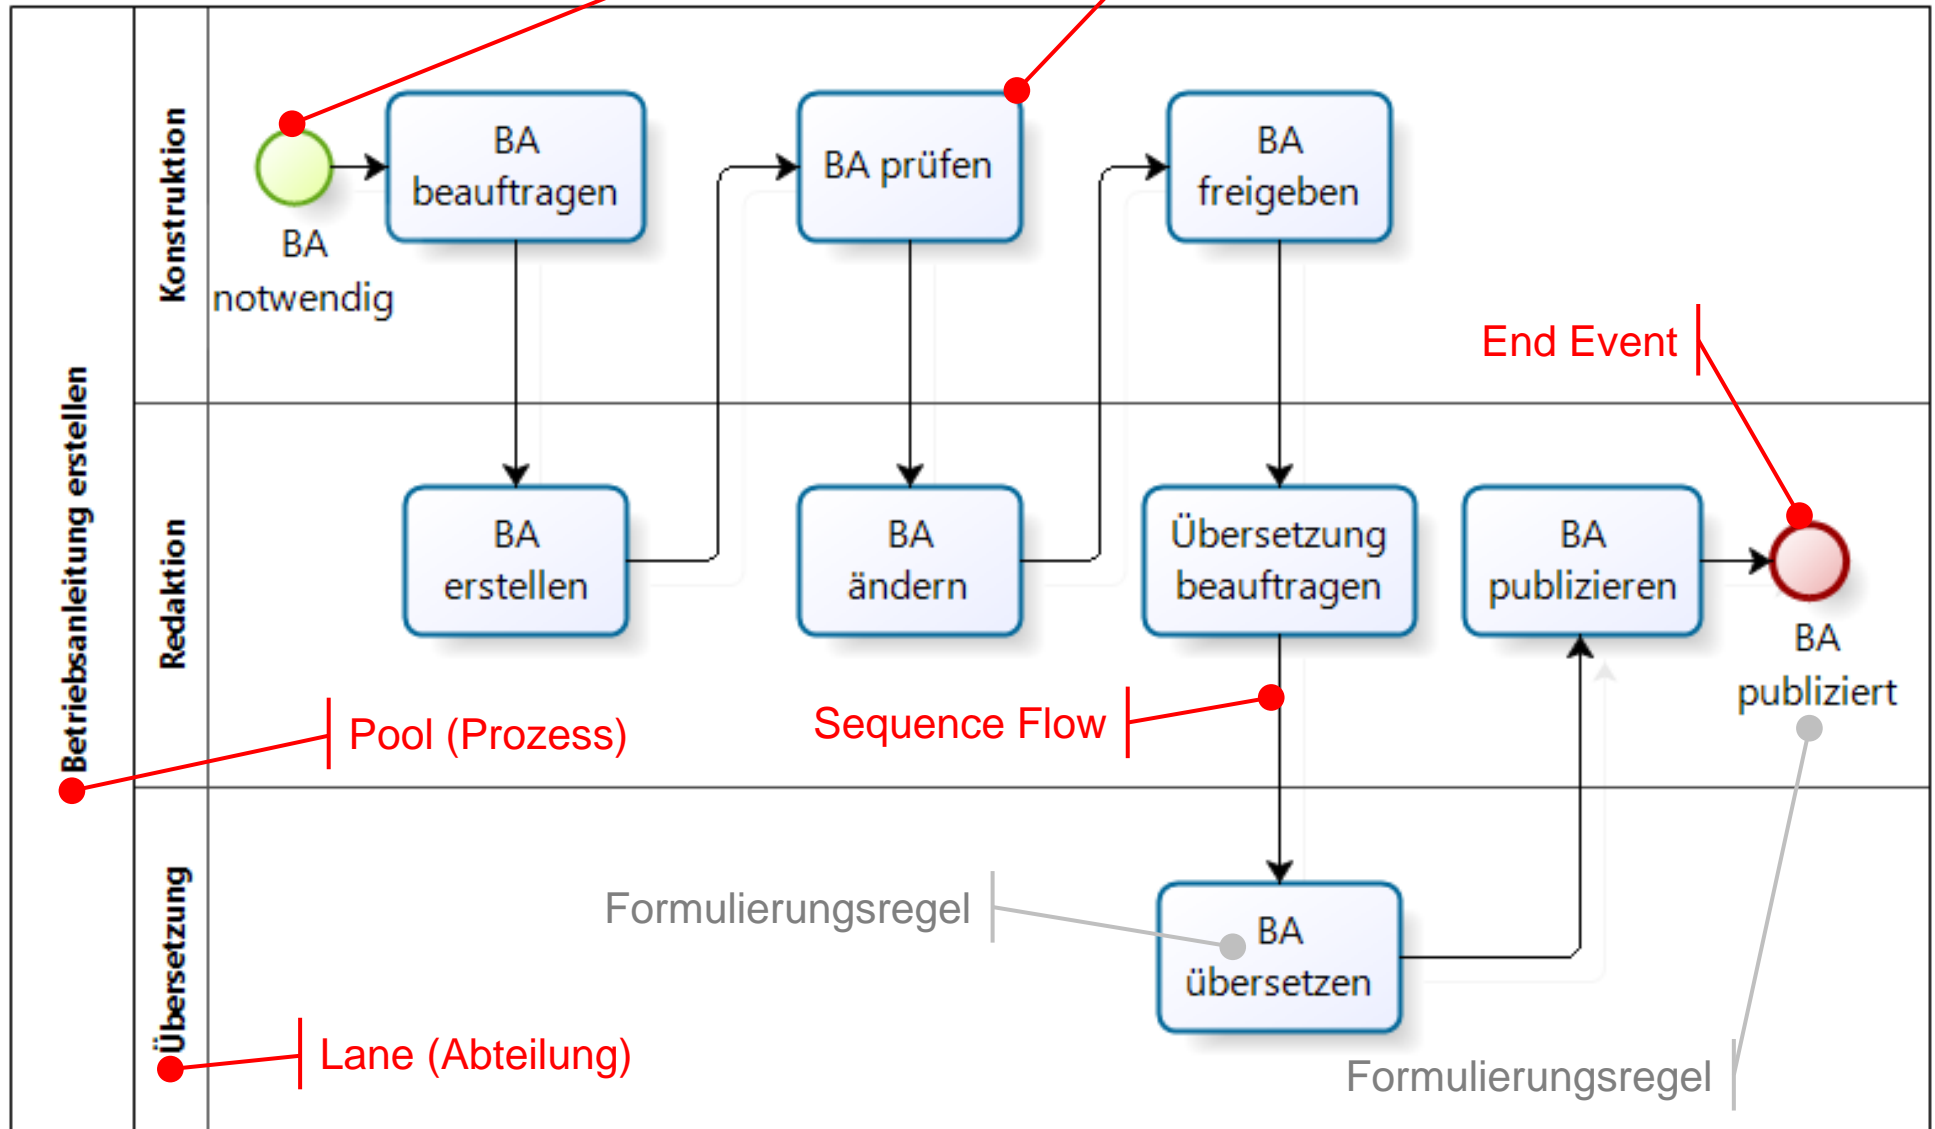 Betriebsanleitung erstellen
Konstruktion
BA
notwendig
BA
beauftragen
BA prüfen
BA
freigeben
End Event
Redaktion
BA
erstellen
BA
ändern
Übersetzung
beauftragen
BA
publizieren
BA
publiziert
Pool (Prozess)
Sequence Flow
Übersetzung
Formulierungsregel
BA
übersetzen
Lane (Abteilung)
Formulierungsregel